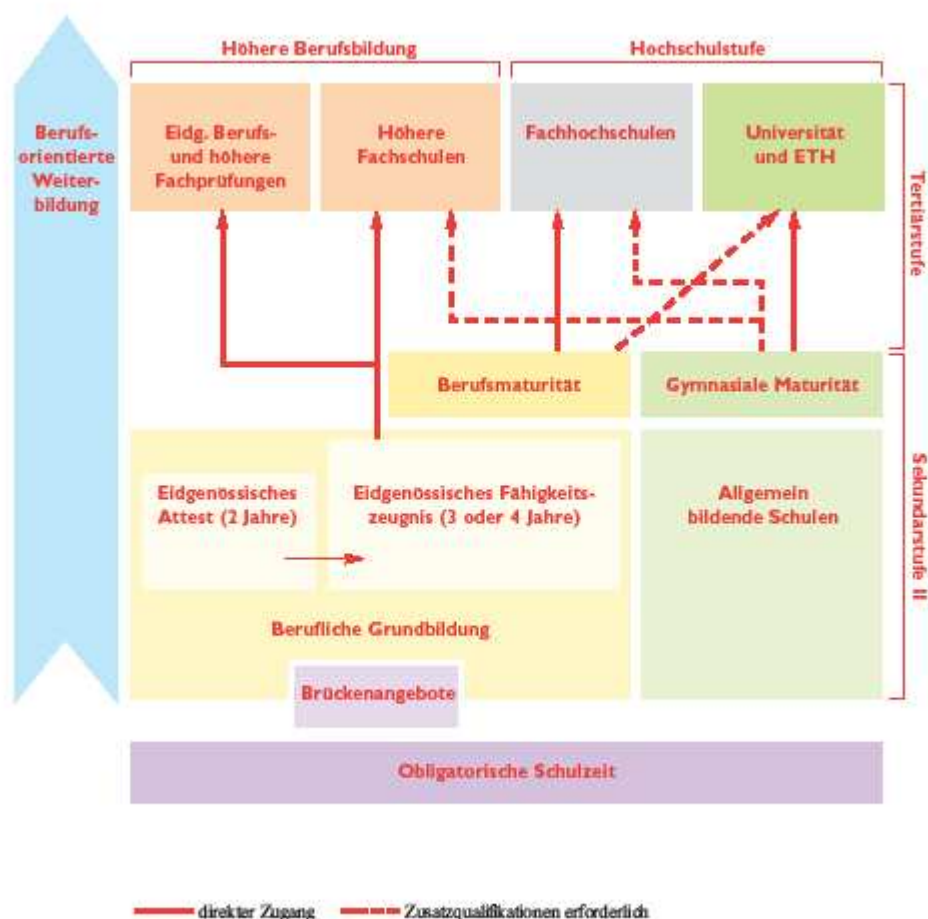 Höhere Berufsbildung
Hochschulstufe
Berufs-
orientierte
Weiter-
bildung
Eidg. Berufs-
und höhere
Fachprüfungen
Höhere
Fachschulen
Fachhochschulen
Universität
und ETH
Tertiärstufe
Berufsmaturität
Gymnasiale Maturität
Eidgenössisches
Attest (2 Jahre)
Eidgenössisches Fähigkeits-
zeugnis (3 oder 4 Jahre)
Allgemein
bildende Schulen
Sekundarstufe II
Berufliche Grundbildung
Brückenangebote
Obligatorische Schulzeit
direkter Zugang
Zusatzqualifikationen erforderlich